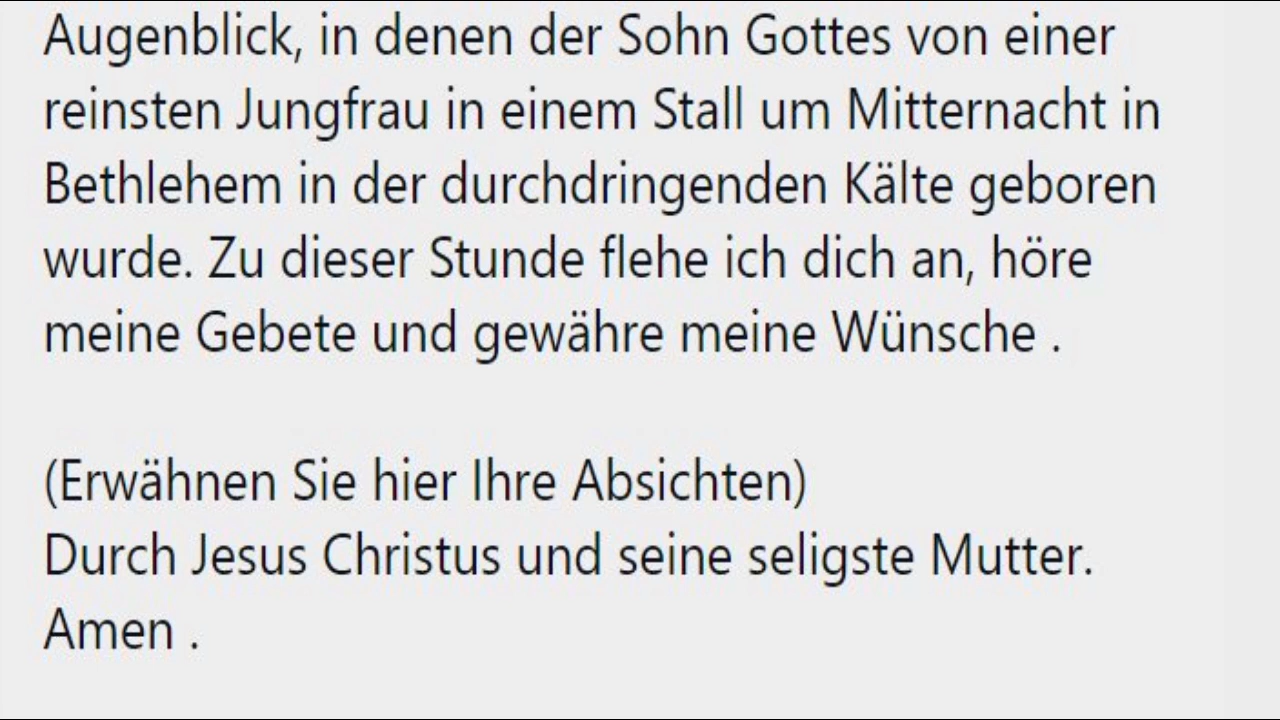 Augenblick, in denen der Sohn Gottes von einer
reinsten Jungfrau in einem Stall um Mitternacht in
Bethlehem in der durchdringenden Kälte geboren
wurde. Zu dieser Stunde flehe ich dich an, höre
meine Gebete und gewähre meine Wünsche .
(Erwähnen Sie hier Ihre Absichten)
Durch Jesus Christus und seine seligste Mutter.
Amen .